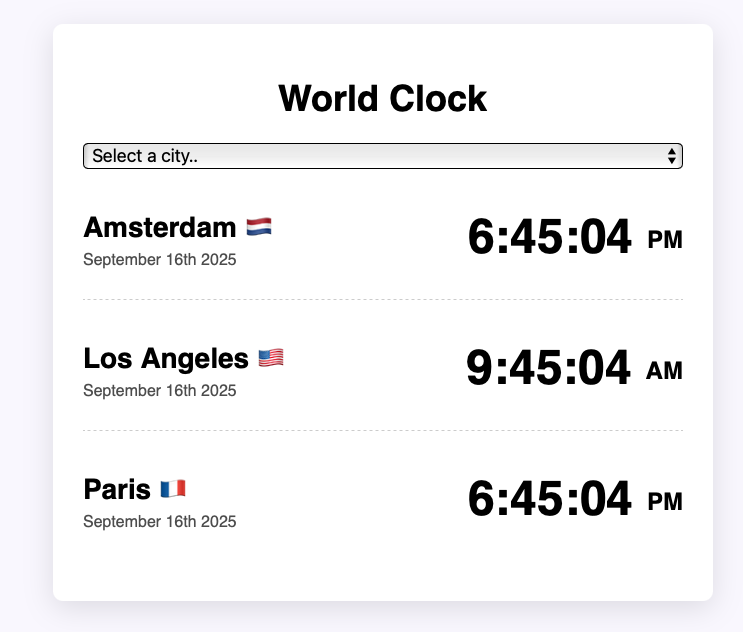 World Clock
Select a city..
Amsterdam 🇳🇱
6:45:04 PM
September 16th 2025
Los Angeles 🇺🇸
9:45:04 AM
September 16th 2025
Paris 🇫🇷
6:45:04 PM
September 16th 2025